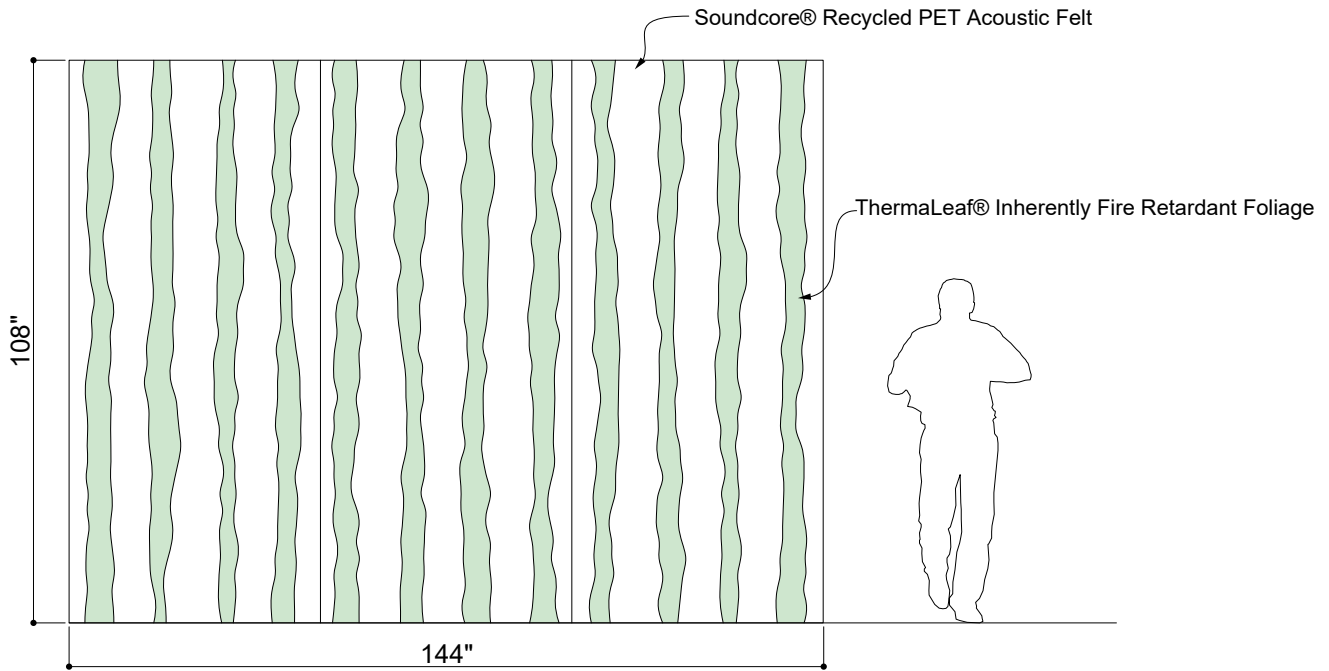 Soundcore® Recycled PET Acoustic Felt
ThermaLeaf® Inherently Fire Retardant Foliage
108"
144"